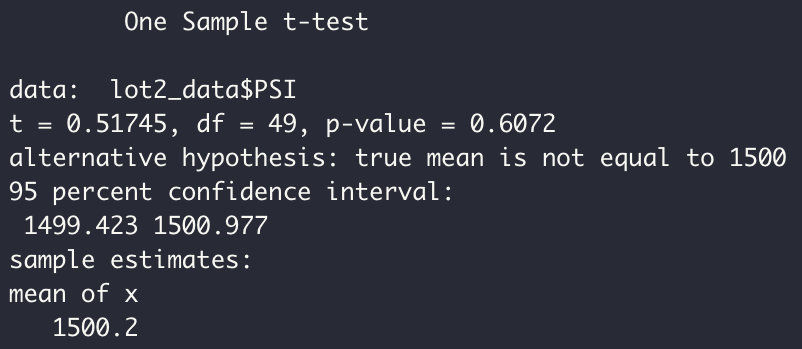 One Sample t-test
data:  lot2_data$PSI
t = 0.51745, df = 49, p-value = 0.6072
alternative hypothesis: true mean is not equal to 1500
95 percent confidence interval:
1499.423 1500.977
sample estimates:
mean of x
1500.2